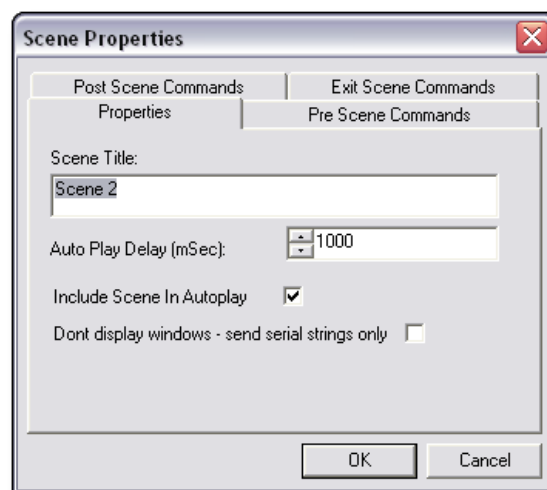 Scene Properties
Post Scene Commands
Exit Scene Commands
Properties
Pre Scene Commands
Scene Title:
Scene 2
Auto Play Delay (mSec):
1000
Include Scene In Autoplay
Dont display windows - send serial strings only
OK
Cancel